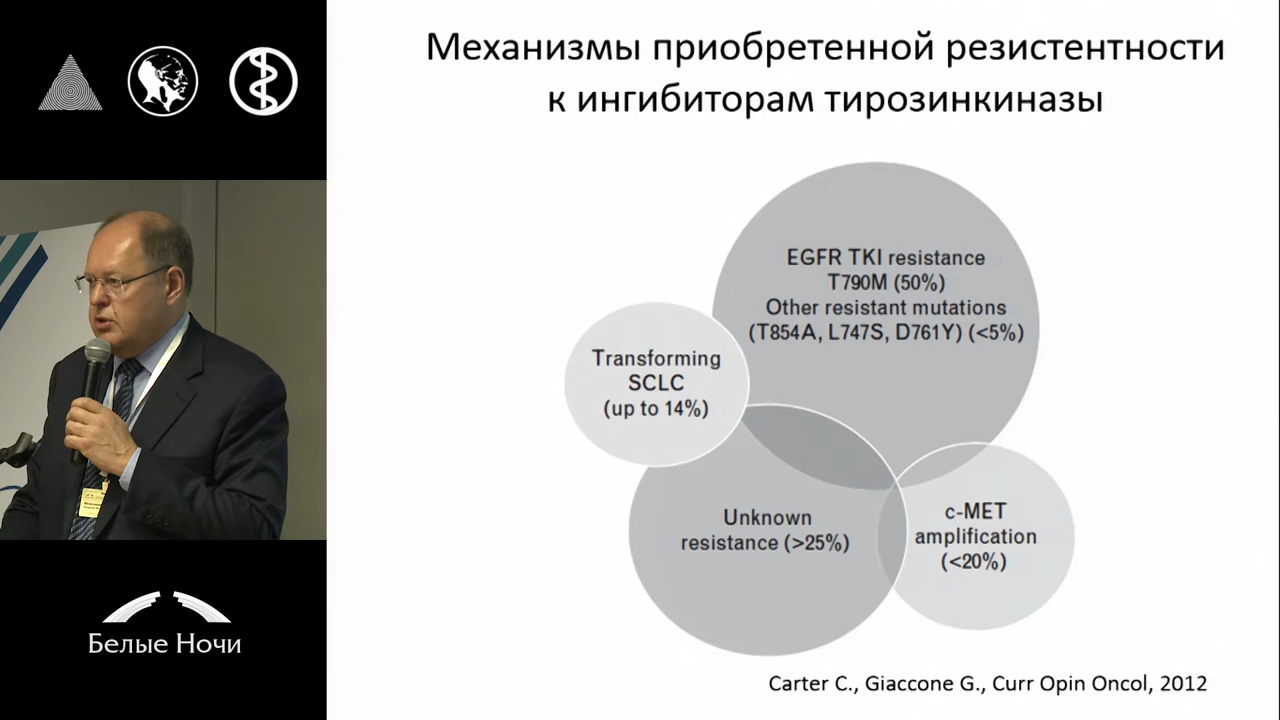 Механизмы приобретенной резистентности
к ингибиторам тирозинкиназы
EGFR TKI resistance
T790M (50%)
Other resistant mutations
(T854A, L747S, D761Y) (<5%)
Transforming
SCLC
(up to 14%)
Unknown
resistance (>25%)
c-MET
amplification
(<20%)
Carter C., Giaccone G., Curr Opin Oncol, 2012
Белые Ночи